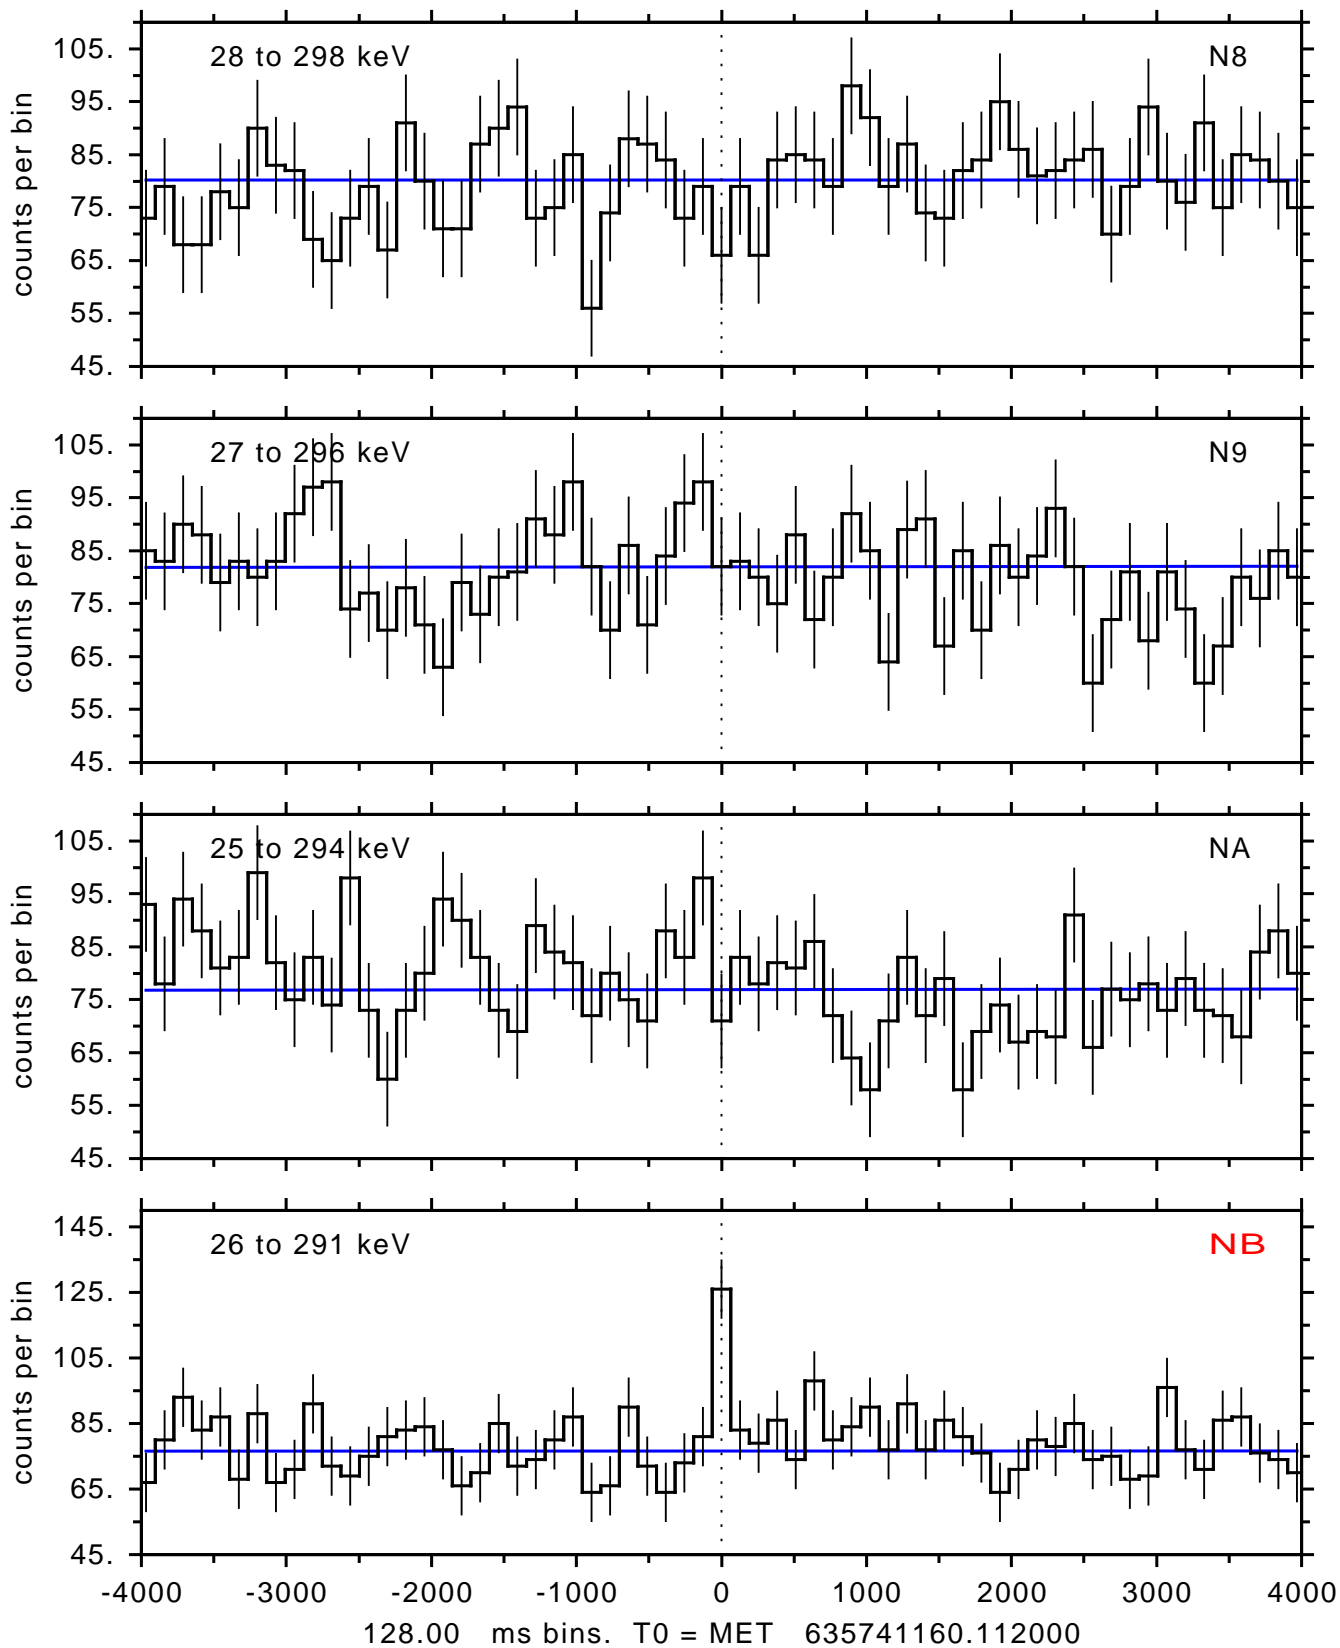 28 to 298 keV N8
105.
95.
85.
75.
65.
55.
45.
counts per bin
27 to 296 keV N9
105.
95.
85.
75.
65.
55.
45.
counts per bin
25 to 294 keV NA
105.
95.
85.
75.
65.
55.
45.
counts per bin
26 to 291 keV NB
145.
125.
105.
85.
65.
45.
counts per bin
-4000 -3000 -2000 -1000 0 1000 2000 3000 4000
128.00 ms bins. T0 = MET 635741160.112000